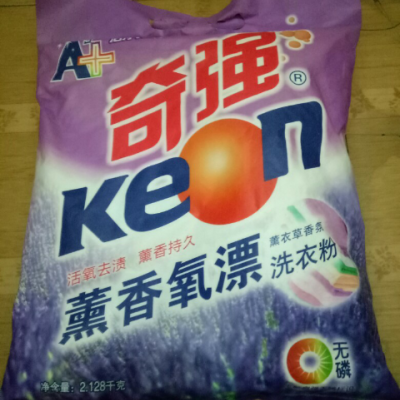 A+
奇强®
keon
活氧去渍 薰香持久
薰香氧漂
薰衣草香氛
洗衣粉
无磷
净含量：2.128千克